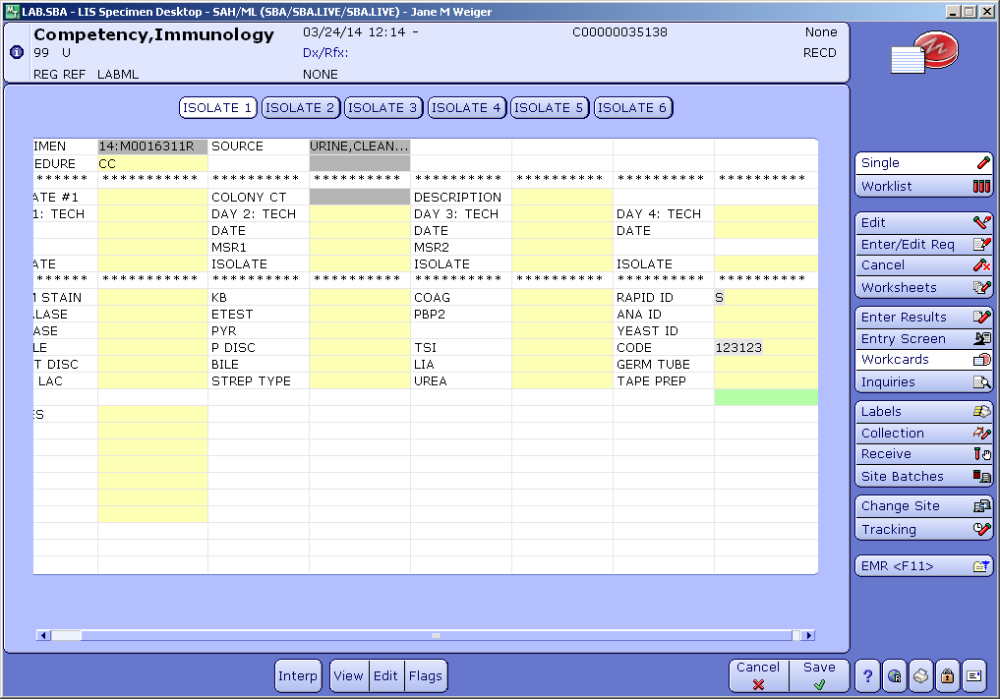 LAB.SBA - LIS Specimen Desktop - SAH/ML (SBA/SBA.LIVE/SBA.LIVE) - Jane M Weiger
Competency,Immunology 03/24/14 12:14 - C00000035138 None
99 U Dx/Rfx: RECD
REG REF LABML NONE
ISOLATE 1 ISOLATE 2 ISOLATE 3 ISOLATE 4 ISOLATE 5 ISOLATE 6
IMEN 14:M0016311R SOURCE URINE,CLEAN...
EDURE CC
****** ********** ********** ********** ********** ********** ********** **********
ATE #1 COLONY CT DESCRIPTION
1: TECH DAY 2: TECH DAY 3: TECH DAY 4: TECH
DATE DATE DATE
MSR1 MSR2
ATE ISOLATE ISOLATE ISOLATE
****** ********** ********** ********** ********** ********** ********** **********
M STAIN KB COAG RAPID ID S
LASE ETEST PBP2 ANA ID
ASE PYR YEAST ID
LE P DISC TSI CODE 123123
T DISC BILE LIA GERM TUBE
LAC STREP TYPE UREA TAPE PREP
ES
Single
Worklist
Edit
Enter/Edit Req
Cancel
Worksheets
Enter Results
Entry Screen
Workcards
Inquiries
Labels
Collection
Receive
Site Batches
Change Site
Tracking
EMR <F11>
Interp View Edit Flags Cancel Save ?